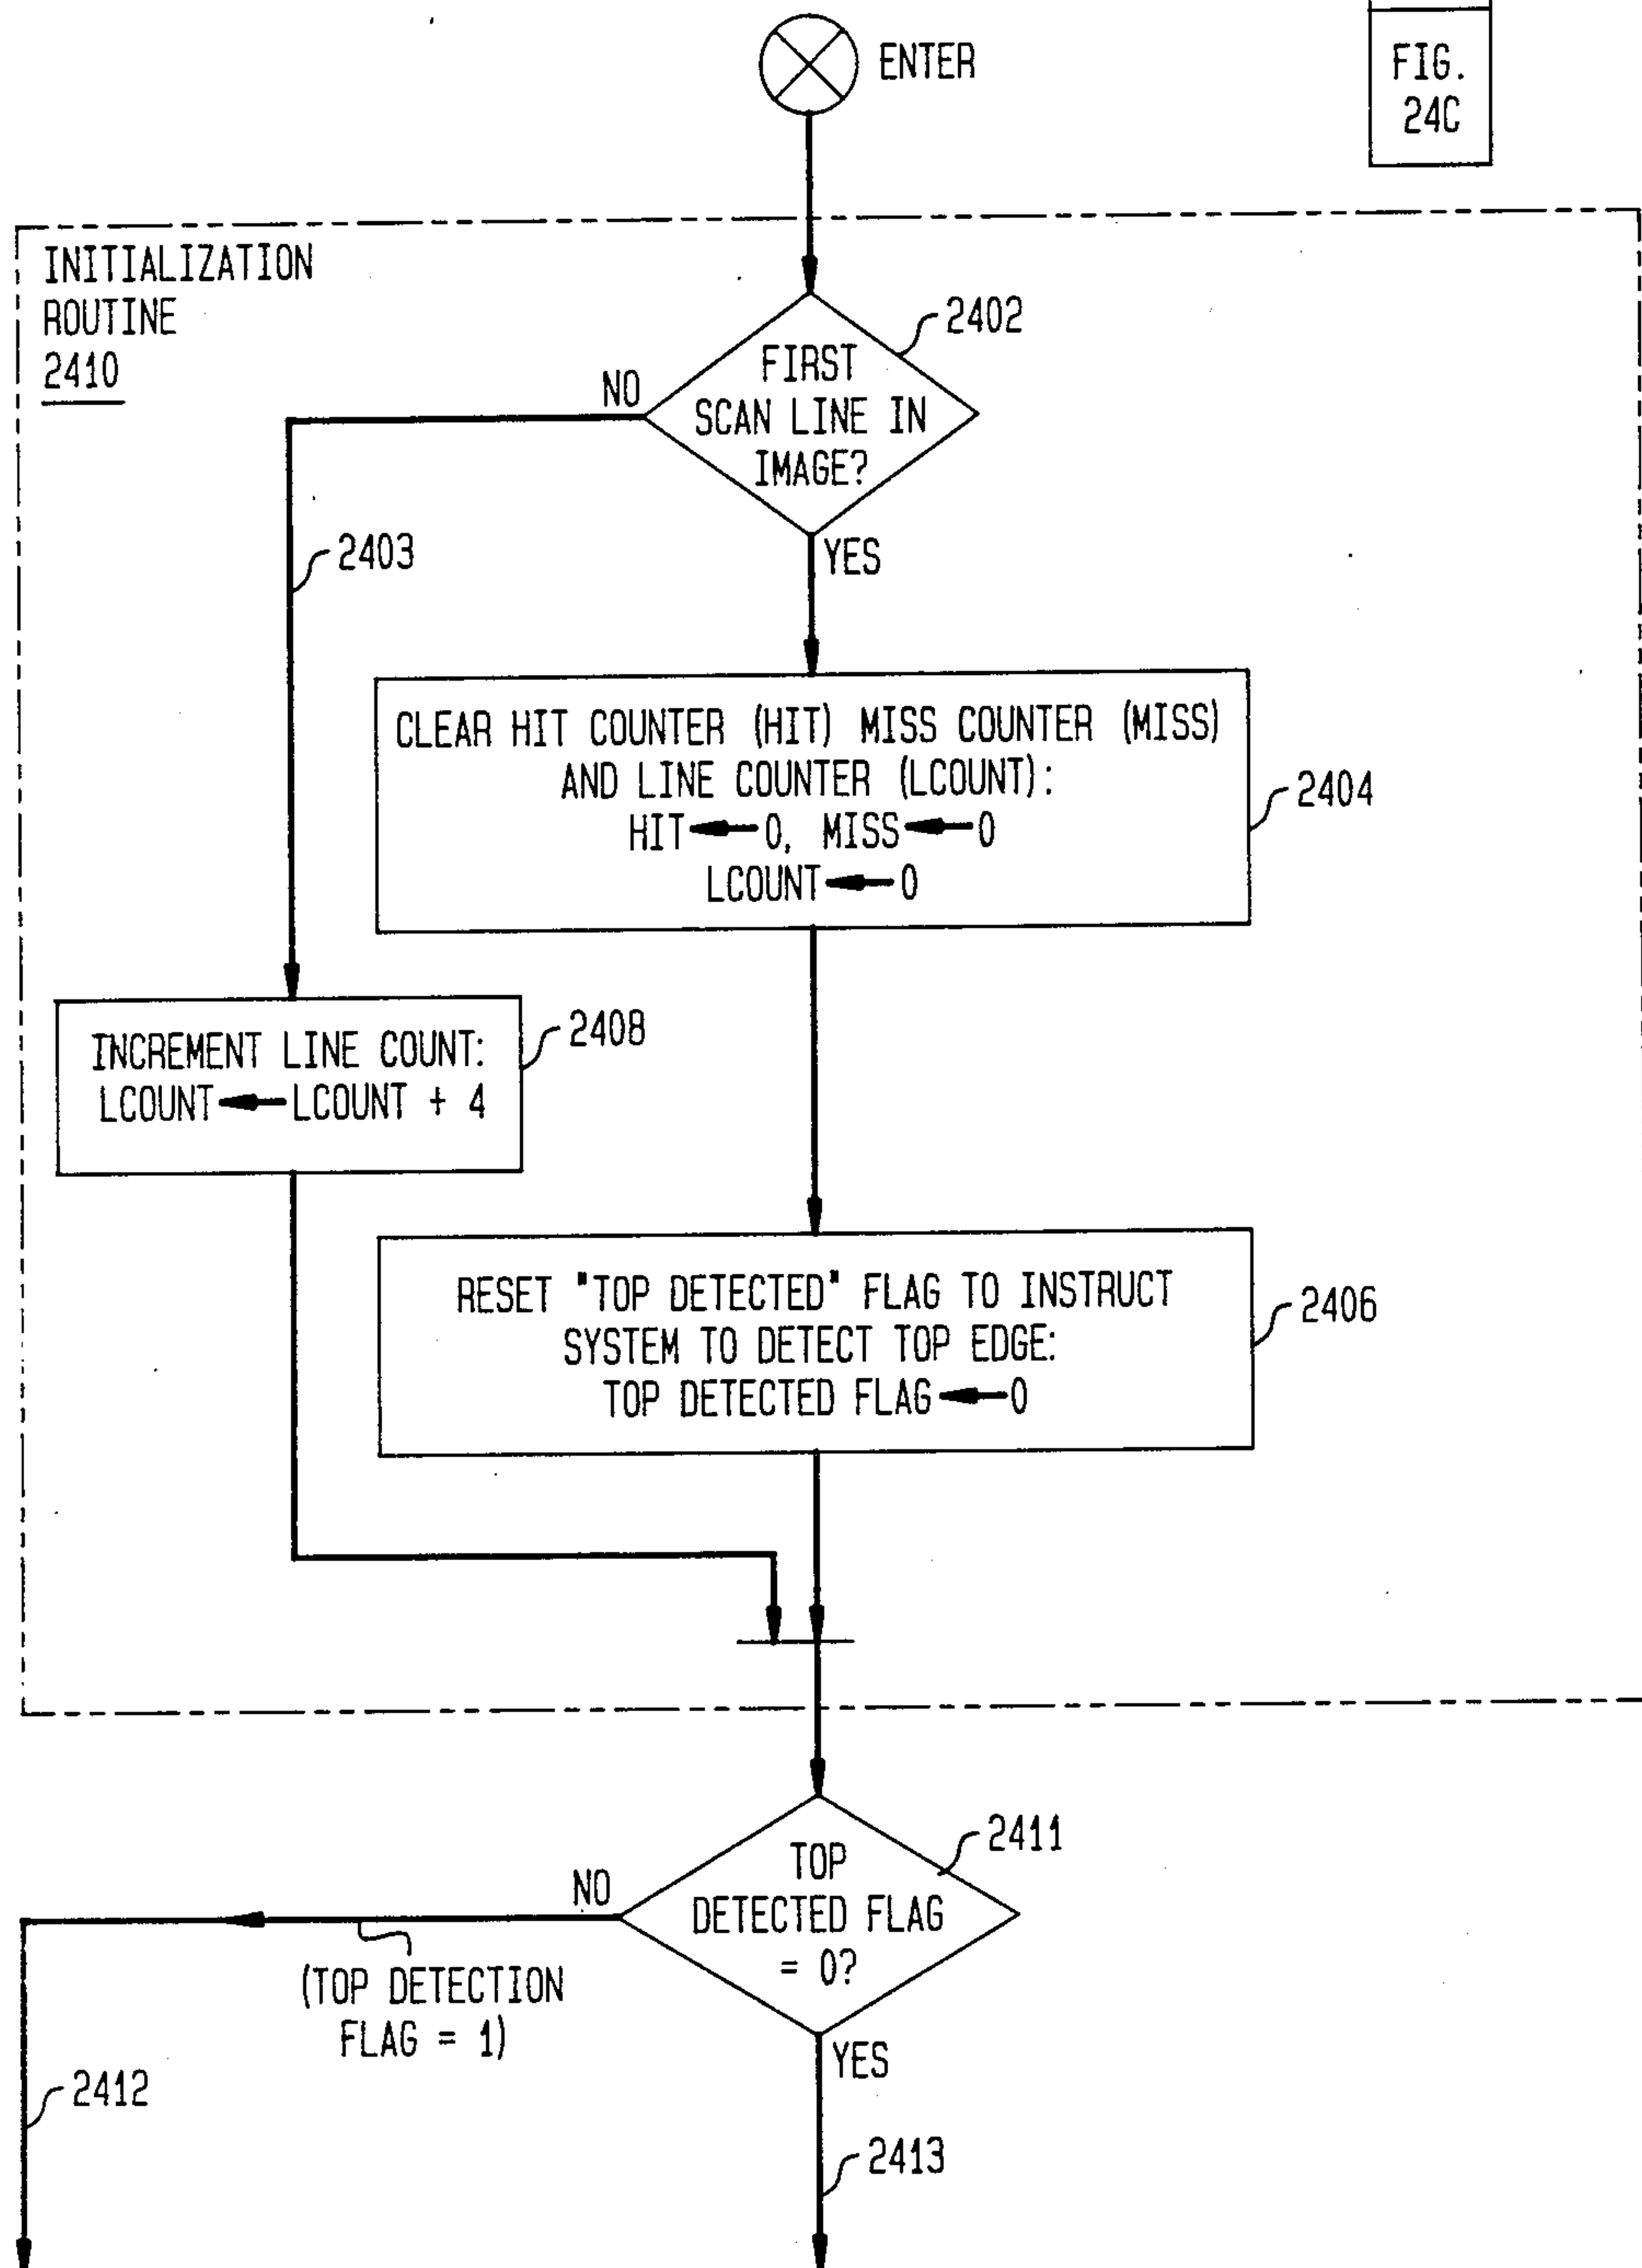 ENTER
FIG.
24C
INITIALIZATION
ROUTINE
2410
2402
FIRST
SCAN LINE IN
IMAGE?
NO
YES
2403
CLEAR HIT COUNTER (HIT) MISS COUNTER (MISS)
AND LINE COUNTER (LCOUNT):
HIT←0, MISS←0
LCOUNT←0
2404
INCREMENT LINE COUNT:
LCOUNT←LCOUNT + 4
2408
RESET "TOP DETECTED" FLAG TO INSTRUCT
SYSTEM TO DETECT TOP EDGE:
TOP DETECTED FLAG←0
2406
2411
TOP
DETECTED FLAG
= 0?
NO
(TOP DETECTION
FLAG = 1)
YES
2412
2413